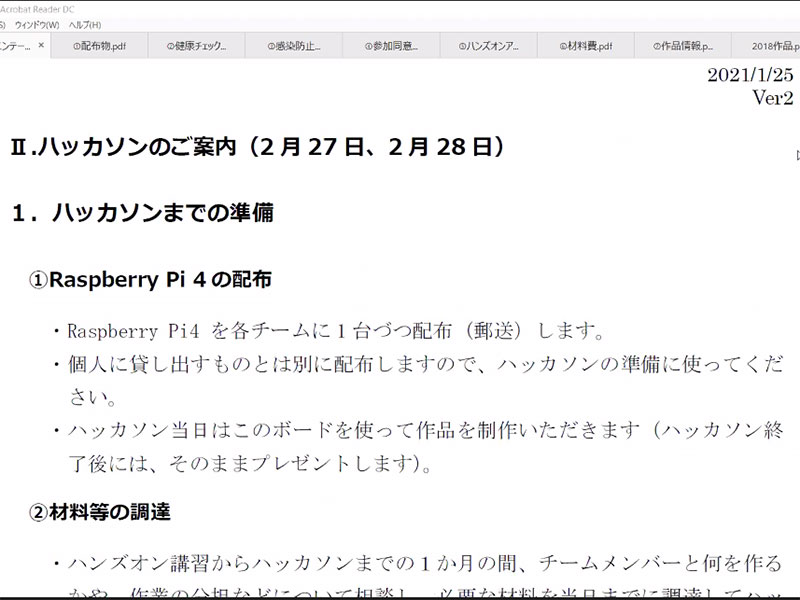 Acrobat Reader DC
S) ウィンドウ(W) ヘルプ(H)
ンテー... × ①配布物.pdf ②健康チェック... ③感染防止... ④参加同意... ⑤ハンズオンア... ⑥材料費.pdf ⑦作品情報.p... 2018作品.p
2021/1/25
Ver2
Ⅱ.ハッカソンのご案内（2 月 27 日、2 月 28 日）
１．ハッカソンまでの準備
①Raspberry Pi 4 の配布
・Raspberry Pi4 を各チームに１台づつ配布（郵送）します。
・個人に貸し出すものとは別に配布しますので、ハッカソンの準備に使ってくだ
さい。
・ハッカソン当日はこのボードを使って作品を制作いただきます（ハッカソン終
了後には、そのままプレゼントします）。
②材料等の調達
・ハンズオン講習からハッカソンまでの１か月の間、チームメンバーと何を作る
かや、作業の分担などについて相談し、必要な材料を当日までに調達してハッ